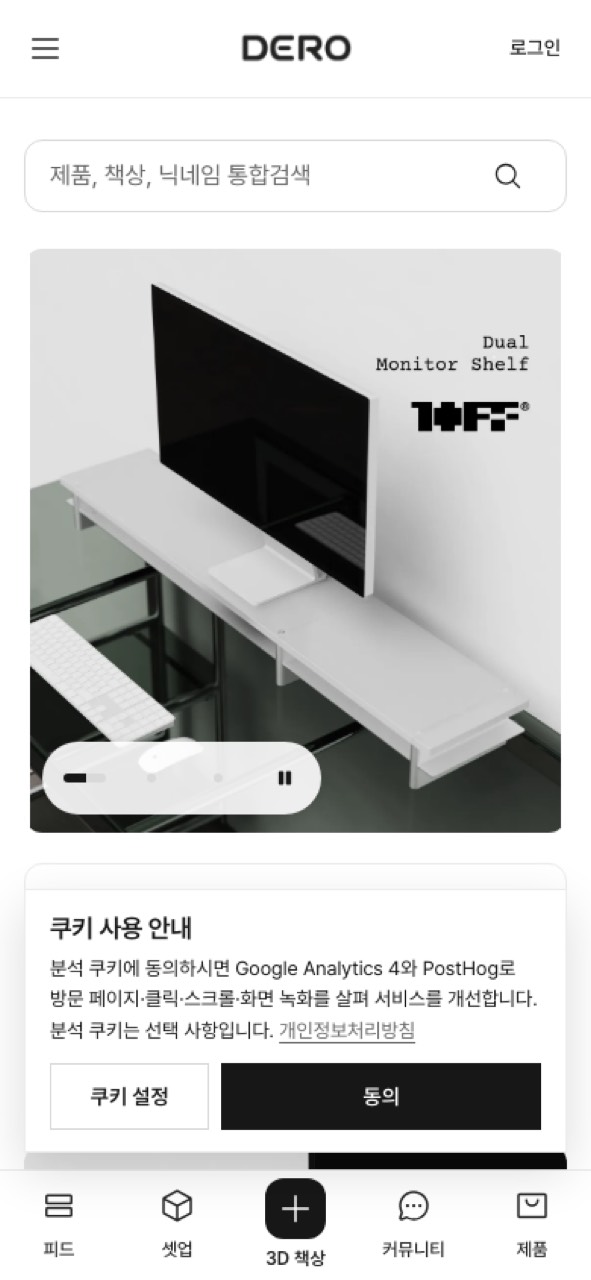 DERO
로그인
제품, 책상, 닉네임 통합검색
Dual
Monitor Shelf
쿠키 사용 안내
분석 쿠키에 동의하시면 Google Analytics 4와 PostHog로
방문 페이지·클릭·스크롤·화면 녹화를 살펴 서비스를 개선합니다.
분석 쿠키는 선택 사항입니다. 개인정보처리방침
쿠키 설정
동의
피드
셋업
3D 책상
커뮤니티
제품